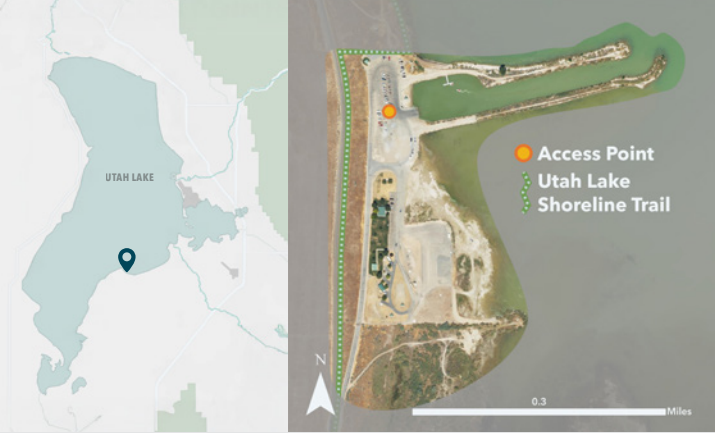 UTAH LAKE
Access Point
Utah Lake
Shoreline Trail
N
0.3
Miles